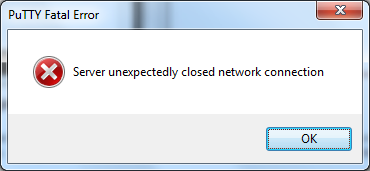 PuTTY Fatal Error
Server unexpectedly closed network connection
OK